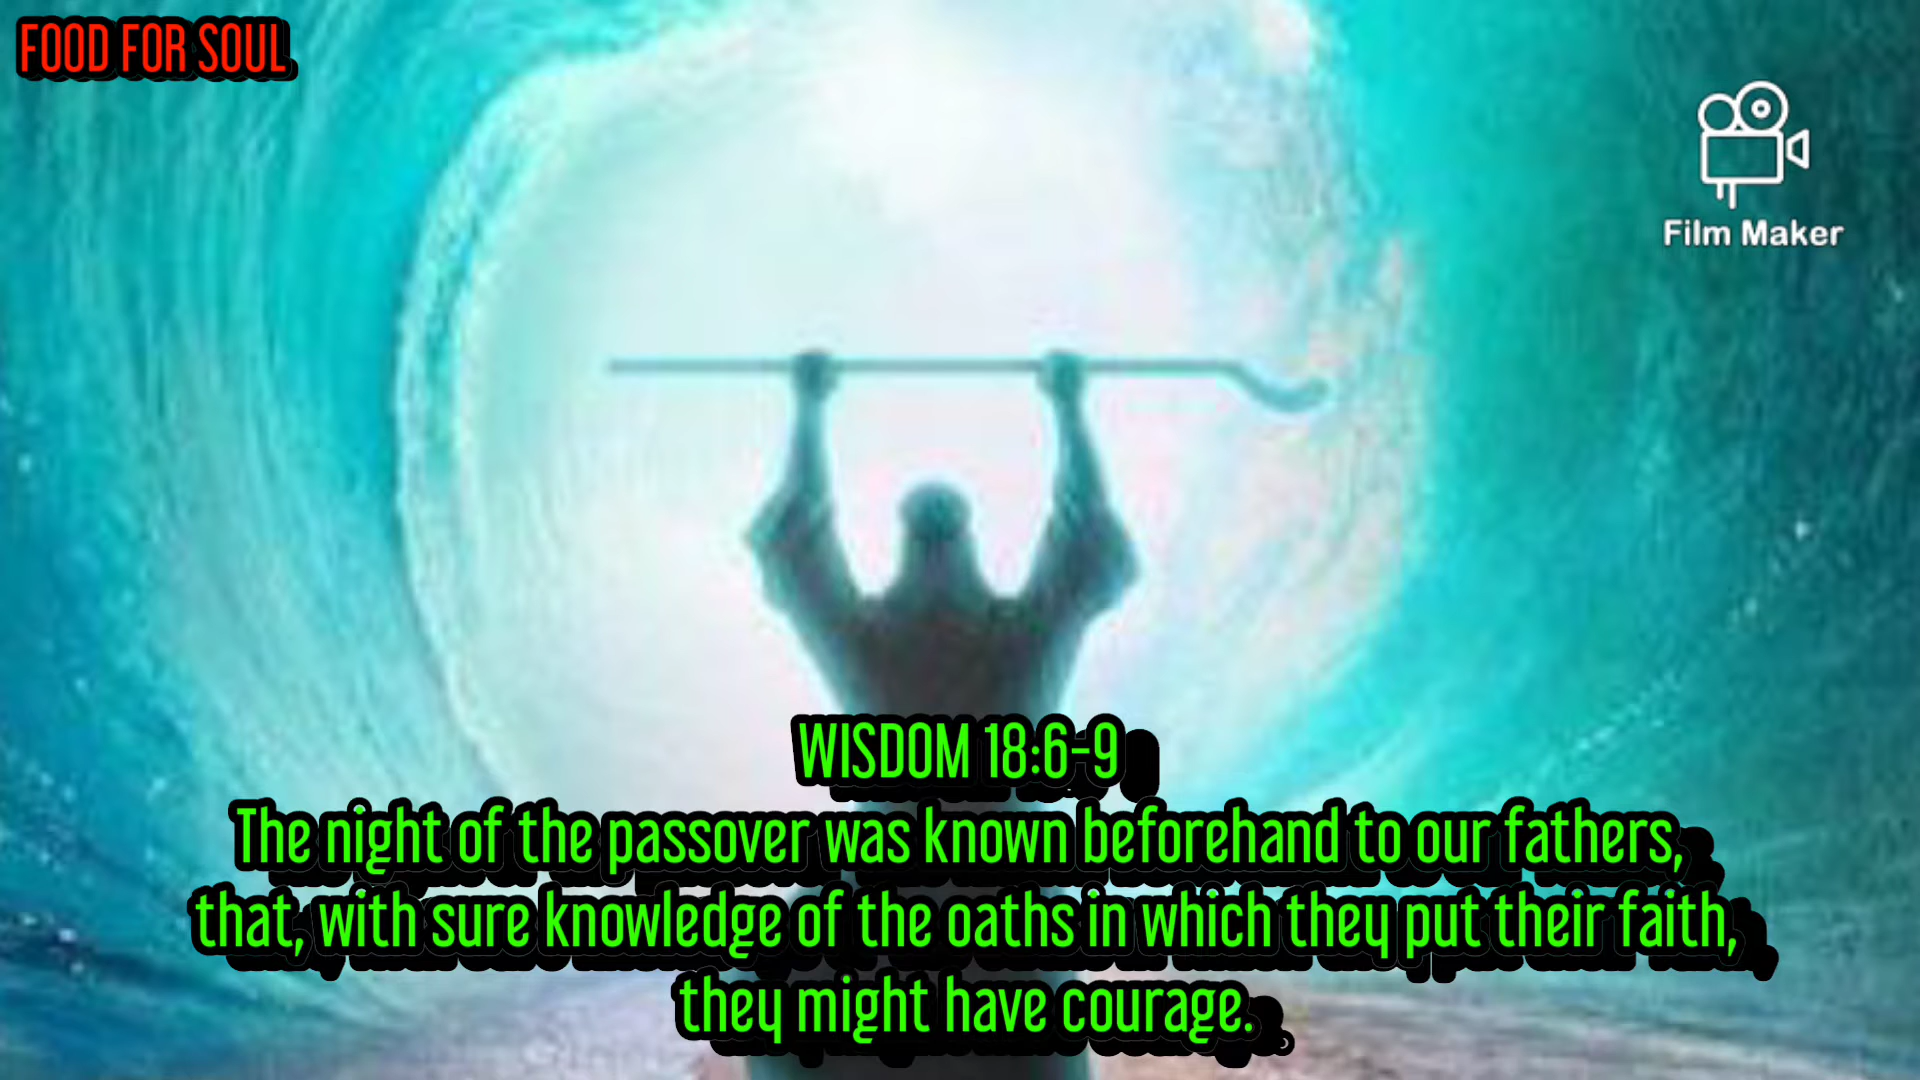 FOOD FOR SOUL
Film Maker
WISDOM 18:6-9
The night of the passover was known beforehand to our fathers,
that, with sure knowledge of the oaths in which they put their faith,
they might have courage.